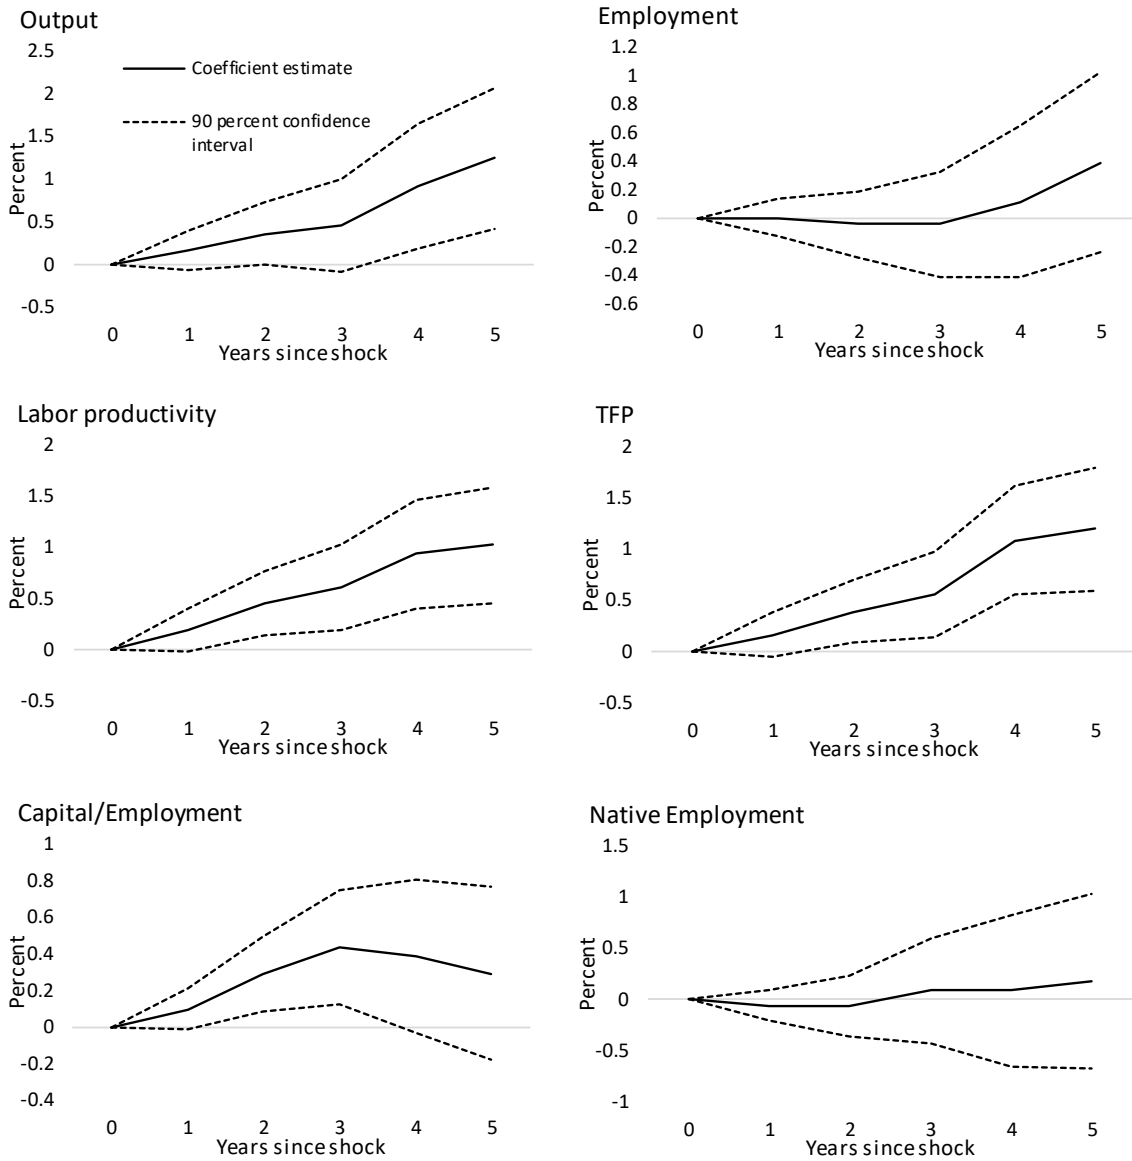 Output
2.5
2
1.5
1
0.5
0
-0.5
Percent
Coefficient estimate
90 percent confidence
interval
0 1 2 3 4 5
Years since shock
Employment
1.2
1
0.8
0.6
0.4
0.2
0
-0.2
-0.4
-0.6
Percent
0 1 2 3 4 5
Years since shock
Labor productivity
2
1.5
1
0.5
0
-0.5
Percent
0 1 2 3 4 5
Years since shock
TFP
2
1.5
1
0.5
0
-0.5
Percent
0 1 2 3 4 5
Years since shock
Capital/Employment
1
0.8
0.6
0.4
0.2
0
-0.2
-0.4
Percent
0 1 2 3 4 5
Years since shock
Native Employment
1.5
1
0.5
0
-0.5
-1
Percent
0 1 2 3 4 5
Years since shock